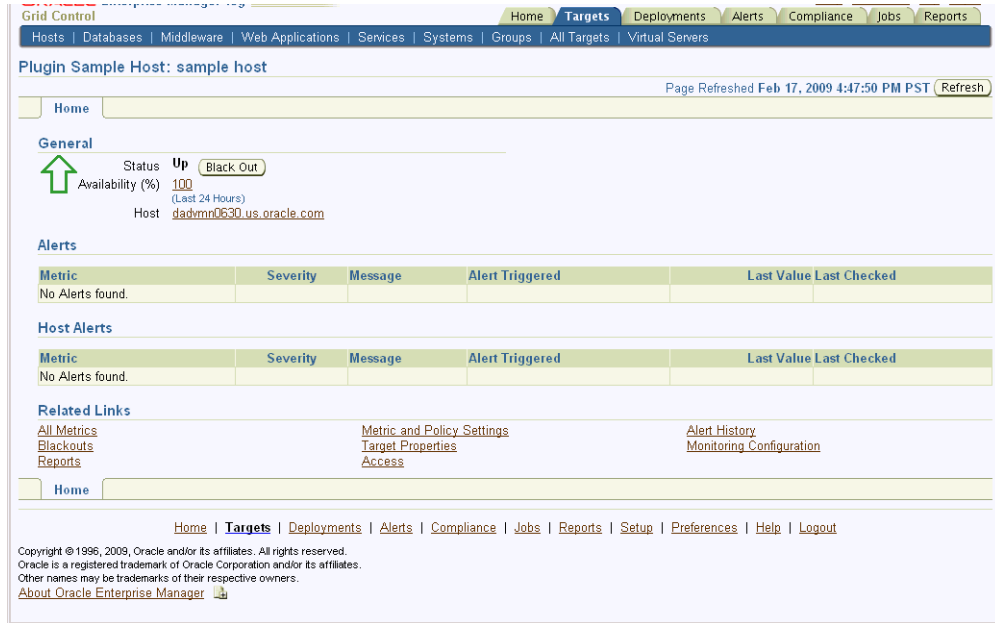 Grid Control
Home Targets Deployments Alerts Compliance Jobs Reports
Hosts | Databases | Middleware | Web Applications | Services | Systems | Groups | All Targets | Virtual Servers
Plugin Sample Host: sample host
Page Refreshed Feb 17, 2009 4:47:50 PM PST Refresh
Home
General
Status Up Black Out
Availability (%) 100
(Last 24 Hours)
Host dadvmn0630.us.oracle.com
Alerts
Metric Severity Message Alert Triggered Last Value Last Checked
No Alerts found.
Host Alerts
Metric Severity Message Alert Triggered Last Value Last Checked
No Alerts found.
Related Links
All Metrics Metric and Policy Settings Alert History
Blackouts Target Properties Monitoring Configuration
Reports Access
Home
Home | Targets | Deployments | Alerts | Compliance | Jobs | Reports | Setup | Preferences | Help | Logout
Copyright © 1996, 2009, Oracle and/or its affiliates. All rights reserved.
Oracle is a registered trademark of Oracle Corporation and/or its affiliates.
Other names may be trademarks of their respective owners.
About Oracle Enterprise Manager